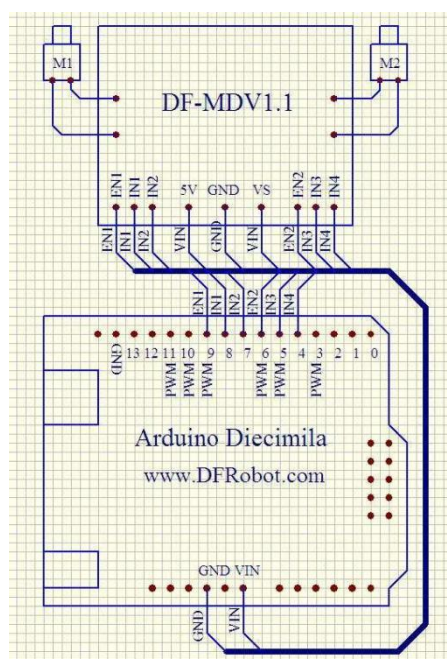 M1 M2
DF-MDV1.1
EN1 IN1 IN2 5V GND VS EN2 IN3 IN4
EN1 IN1 IN2 VIN GND VIN EN2 IN3 IN4
EN1 IN1 IN2 EN2 IN3 IN4
GND 13 12 11 10 9 8 7 6 5 4 3 2 1 0
PWM PWM PWM PWM PWM PWM
Arduino Diecimila
www.DFRobot.com
GND VIN
GND VIN